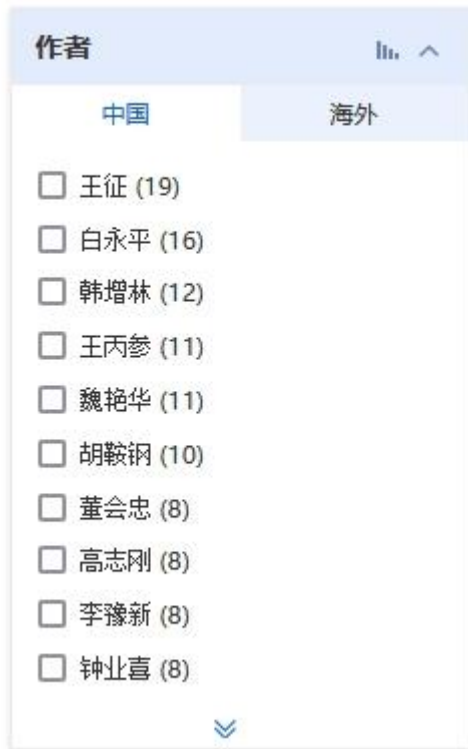 作者
中国 海外
王征 (19)
白永平 (16)
韩增林 (12)
王丙参 (11)
魏艳华 (11)
胡鞍钢 (10)
董会忠 (8)
高志刚 (8)
李豫新 (8)
钟业喜 (8)